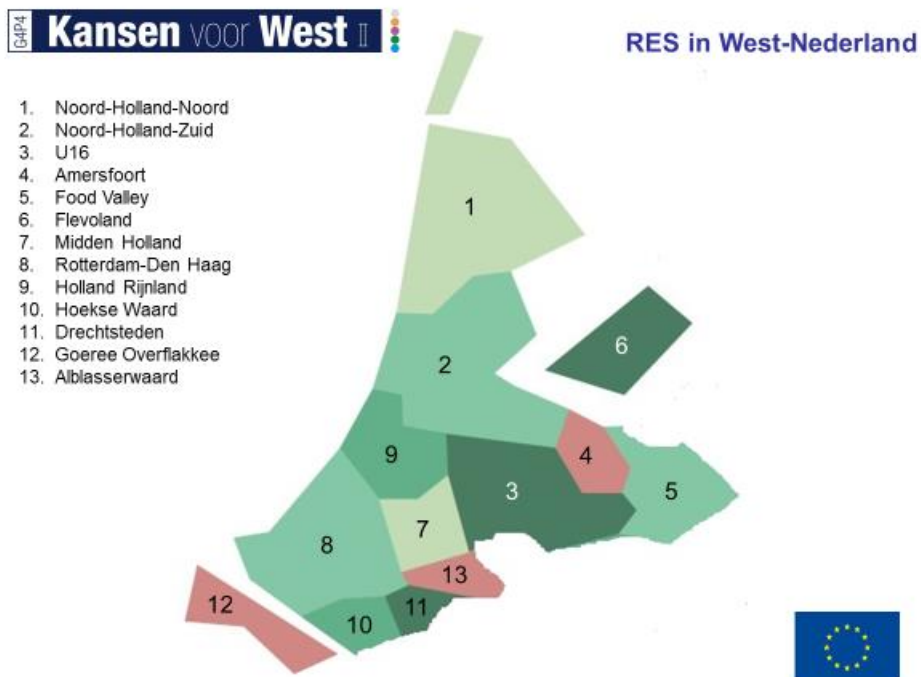 G4P4 Kansen voor West II
RES in West-Nederland
1. Noord-Holland-Noord
2. Noord-Holland-Zuid
3. U16
4. Amersfoort
5. Food Valley
6. Flevoland
7. Midden Holland
8. Rotterdam-Den Haag
9. Holland Rijnland
10. Hoekse Waard
11. Drechtsteden
12. Goeree Overflakkee
13. Alblasserwaard
1
2
6
9
4
3
5
7
8
13
12
11
10